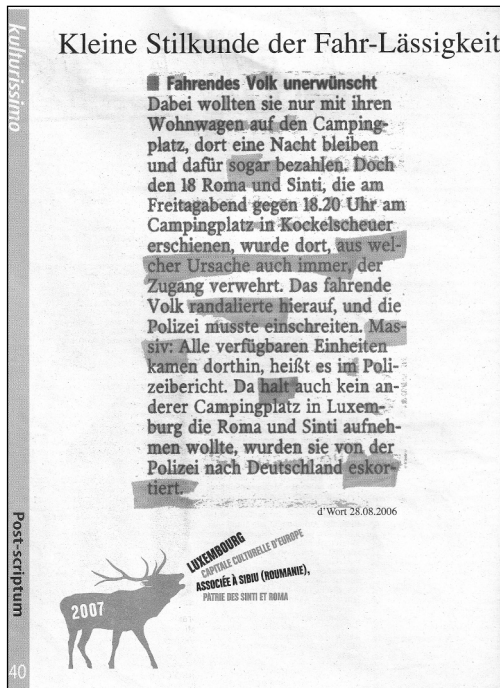 kulturissimo
Kleine Stilkunde der Fahr-Lässigkeit
Fahrendes Volk unerwünscht
Dabei wollten sie nur mit ihren
Wohnwagen auf den Camping-
platz, dort eine Nacht bleiben
und dafür sogar bezahlen. Doch
den 18 Roma und Sinti, die am
Freitagabend gegen 18.20 Uhr am
Campingplatz in Kockelscheuer
erschienen, wurde dort, aus wel-
cher Ursache auch immer, der
Zugang verwehrt. Das fahrende
Volk randalierte hierauf, und die
Polizei musste einschreiten. Mas-
siv: Alle verfügbaren Einheiten
kamen dorthin, heißt es im Poli-
zeibericht. Da halt auch kein an-
derer Campingplatz in Luxem-
burg die Roma und Sinti aufneh-
men wollte, wurden sie von der
Polizei nach Deutschland eskor-
tiert.
d'Wort 28.08.2006
LUXEMBOURG
CAPITALE CULTURELLE D'EUROPE
ASSOCIÉE À SIBIU (ROUMANIE),
PATRIE DES SINTI ET ROMA
2007
Post-scriptum
40